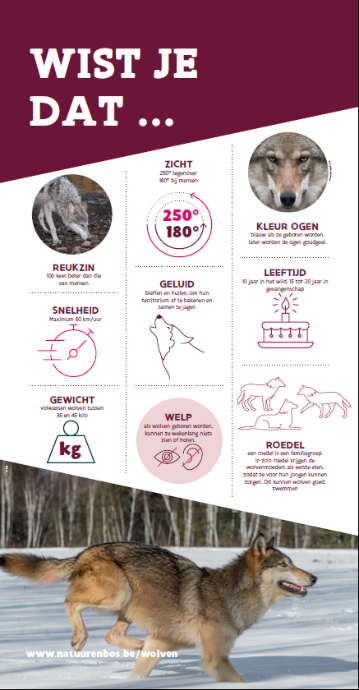 WIST JE
DAT ...
REUKZIN
100 keer beter dan die
van mensen
SNELHEID
Maximum 50 km/uur
GEWICHT
volwassen wolven tussen
35 en 45 kilo
kg
ZICHT
250° tegenover
180° bij mensen
250°
180°
GELUID
blaffen en huilen, om hun
territorium af te bakenen en
samen te jagen
WELP
als wolven geboren worden,
kunnen ze wekenlang niets
zien of horen.
KLEUR OGEN
blauw als ze geboren worden,
later worden de ogen goudgeel.
LEEFTIJD
10 jaar in het wild, 15 tot 20 jaar in
gevangenschap
ROEDEL
een roedel is een familiegroep.
In zo'n roedel krijgen de
wolvenmoeders als eerste eten,
zodat ze voor hun jongen kunnen
zorgen. Dit kunnen wolven goed:
zwemmen
www.natuurenbos.be/wolven